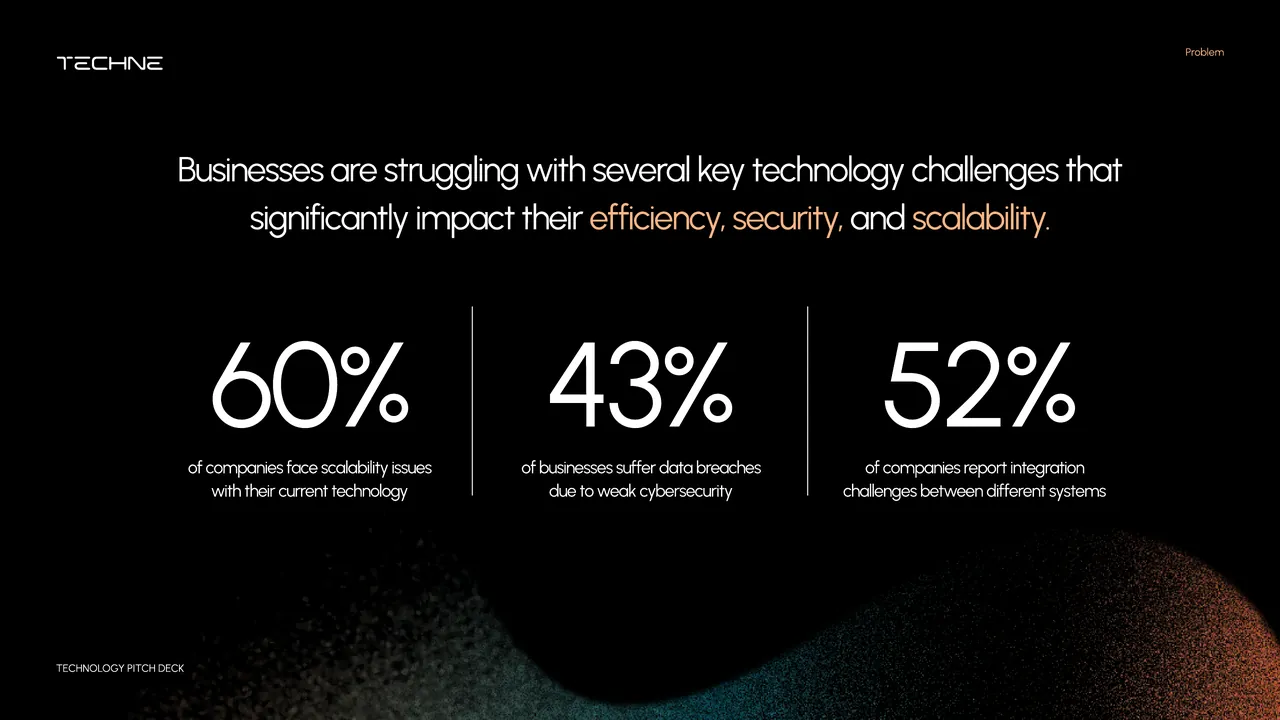 TECHNE
Problem
Businesses are struggling with several key technology challenges that
significantly impact their efficiency, security, and scalability.
60%
of companies face scalability issues
with their current technology
43%
of businesses suffer data breaches
due to weak cybersecurity
52%
of companies report integration
challenges between different systems
TECHNOLOGY PITCH DECK